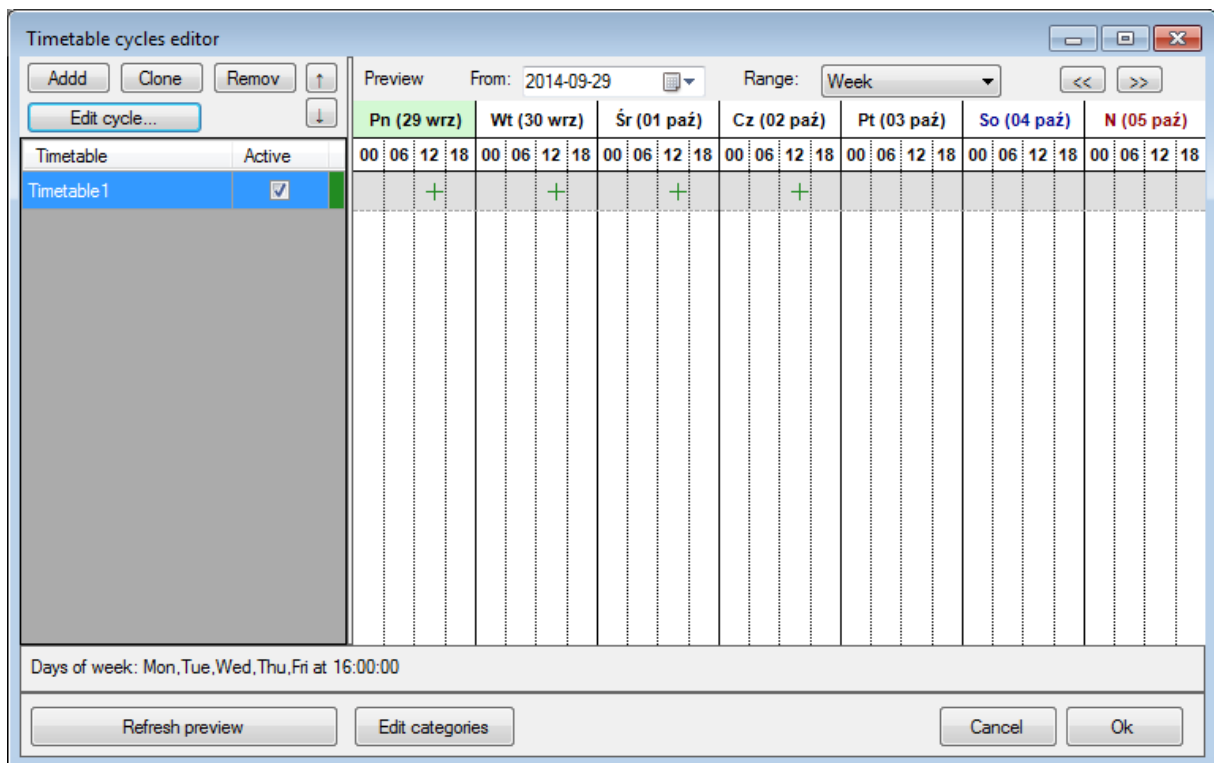 Timetable cycles editor
Addd Clone Remov ↑ Preview From: 2014-09-29 Range: Week << >>
Edit cycle... ↓ Pn (29 wrz) Wt (30 wrz) Śr (01 paź) Cz (02 paź) Pt (03 paź) So (04 paź) N (05 paź)
Timetable Active 00 06 12 18 00 06 12 18 00 06 12 18 00 06 12 18 00 06 12 18 00 06 12 18 00 06 12 18
Timetable1
Days of week: Mon,Tue,Wed,Thu,Fri at 16:00:00
Refresh preview Edit categories Cancel Ok